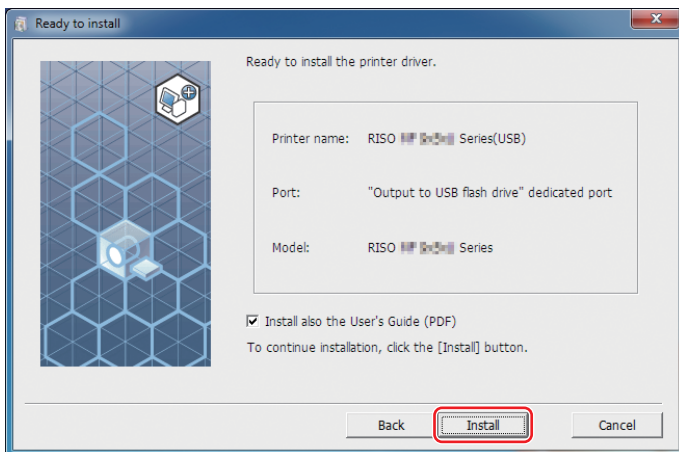 Ready to install
Ready to install the printer driver.
Printer name: RISO Series(USB)
Port: "Output to USB flash drive" dedicated port
Model: RISO Series
Install also the User's Guide (PDF)
To continue installation, click the [Install] button.
Back Install Cancel